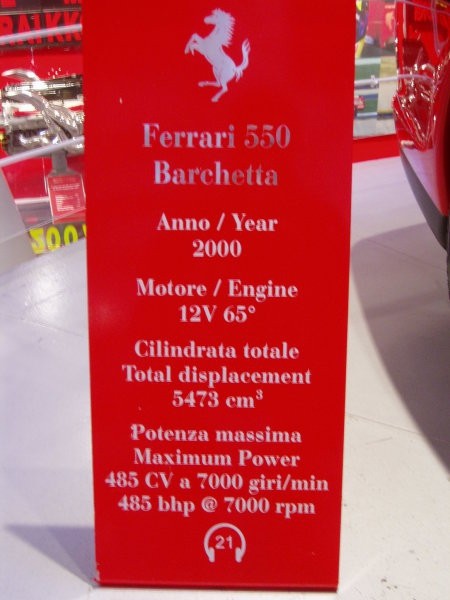 Ferrari 550
Barchetta
Anno / Year
2000
Motore / Engine
12V 65°
Cilindrata totale
Total displacement
5473 cm³
Potenza massima
Maximum Power
485 CV a 7000 giri/min
485 bhp @ 7000 rpm
21